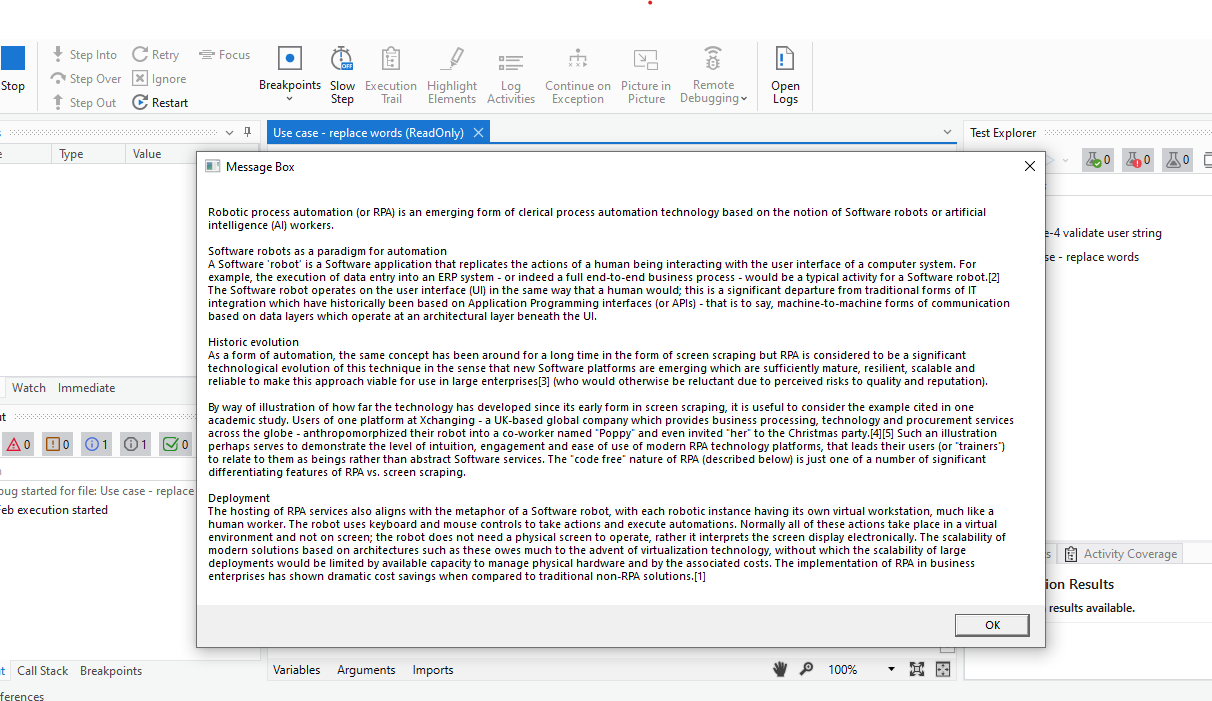 Stop
Step Into
Retry
Focus
Step Over
Ignore
Step Out
Restart
Breakpoints
Slow
Step
Execution
Trail
Highlight
Elements
Log
Activities
Continue on
Exception
Picture in
Picture
Remote
Debugging
Open
Logs
Type
Value
Use case - replace words (ReadOnly)
Test Explorer
0
0
0
e-4 validate user string
se - replace words
Message Box
Robotic process automation (or RPA) is an emerging form of clerical process automation technology based on the notion of Software robots or artificial
intelligence (AI) workers.
Software robots as a paradigm for automation
A Software 'robot' is a Software application that replicates the actions of a human being interacting with the user interface of a computer system. For
example, the execution of data entry into an ERP system - or indeed a full end-to-end business process - would be a typical activity for a Software robot.[2]
The Software robot operates on the user interface (UI) in the same way that a human would; this is a significant departure from traditional forms of IT
integration which have historically been based on Application Programming interfaces (or APIs) - that is to say, machine-to-machine forms of communication
based on data layers which operate at an architectural layer beneath the UI.
Historic evolution
As a form of automation, the same concept has been around for a long time in the form of screen scraping but RPA is considered to be a significant
technological evolution of this technique in the sense that new Software platforms are emerging which are sufficiently mature, resilient, scalable and
reliable to make this approach viable for use in large enterprises[3] (who would otherwise be reluctant due to perceived risks to quality and reputation).
By way of illustration of how far the technology has developed since its early form in screen scraping, it is useful to consider the example cited in one
academic study. Users of one platform at Xchanging - a UK-based global company which provides business processing, technology and procurement services
across the globe - anthropomorphized their robot into a co-worker named "Poppy" and even invited "her" to the Christmas party.[4][5] Such an illustration
perhaps serves to demonstrate the level of intuition, engagement and ease of use of modern RPA technology platforms, that leads their users (or "trainers")
to relate to them as beings rather than abstract Software services. The "code free" nature of RPA (described below) is just one of a number of significant
differentiating features of RPA vs. screen scraping.
Deployment
The hosting of RPA services also aligns with the metaphor of a Software robot, with each robotic instance having its own virtual workstation, much like a
human worker. The robot uses keyboard and mouse controls to take actions and execute automations. Normally all of these actions take place in a virtual
environment and not on screen; the robot does not need a physical screen to operate, rather it interprets the screen display electronically. The scalability of
modern solutions based on architectures such as these owes much to the advent of virtualization technology, without which the scalability of large
deployments would be limited by available capacity to manage physical hardware and by the associated costs. The implementation of RPA in business
enterprises has shown dramatic cost savings when compared to traditional non-RPA solutions.[1]
OK
Watch
Immediate
0
0
1
1
0
bug started for file: Use case - replace
Feb execution started
Activity Coverage
ion Results
results available.
Call Stack
Breakpoints
Variables
Arguments
Imports
100%
ferences